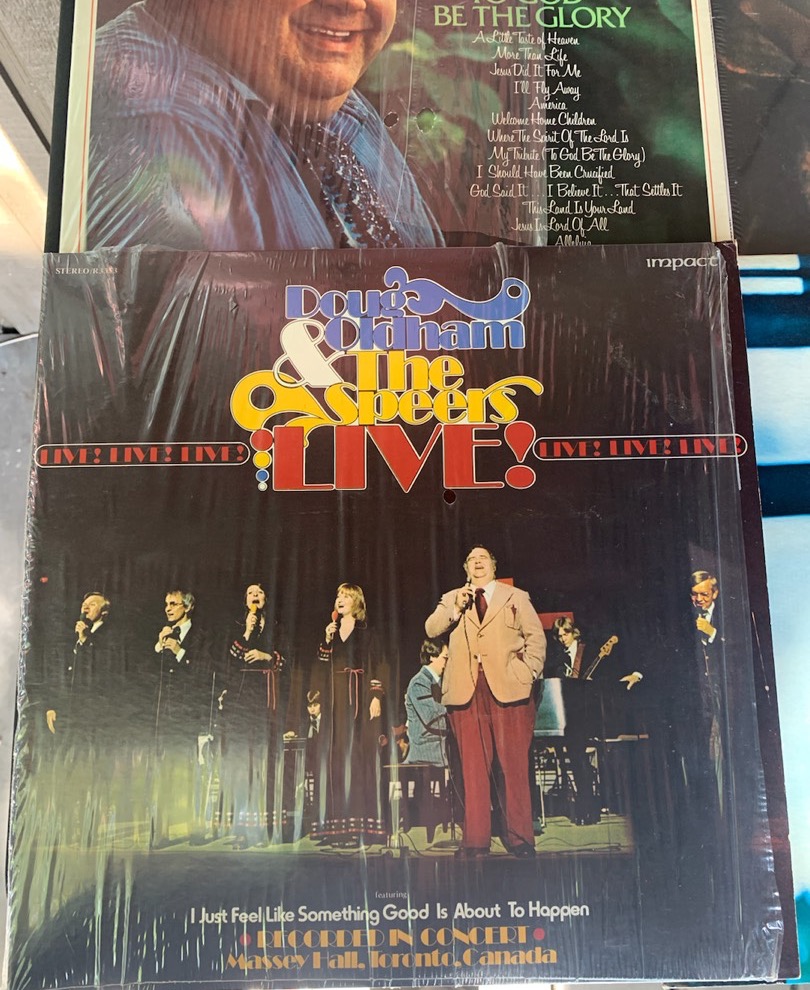 TO GOD
BE THE GLORY
A Little Taste of Heaven
More Than Life
Jesus Did It For Me
I'll Fly Away
America
Welcome Home Children
Where The Spirit Of The Lord Is
My Tribute (To God Be The Glory)
I Should Have Been Crucified
God Said It....I Believe It...That Settles It
This Land Is Your Land
Jesus Is Lord Of All
Alleluia
STEREO/
impact
Doug
Oldham
& The
Speers
LIVE! LIVE! LIVE!
LIVE!
LIVE! LIVE! LIVE!
featuring
I Just Feel Like Something Good Is About To Happen
RECORDED IN CONCERT
Massey Hall, Toronto, Canada